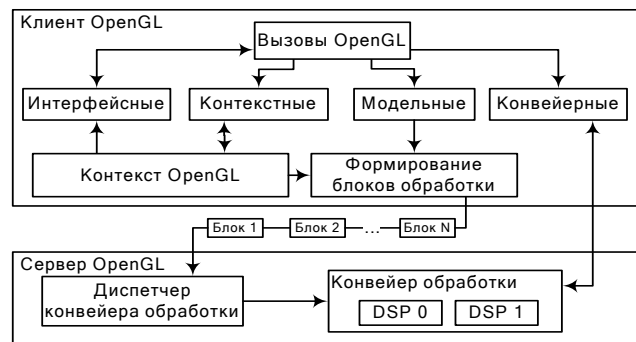 Клиент OpenGL
Вызовы OpenGL
Интерфейсные
Контекстные
Модельные
Конвейерные
Контекст OpenGL
Формирование
блоков обработки
Блок 1
Блок 2
...
Блок N
Сервер OpenGL
Диспетчер
конвейера обработки
Конвейер обработки
DSP 0
DSP 1